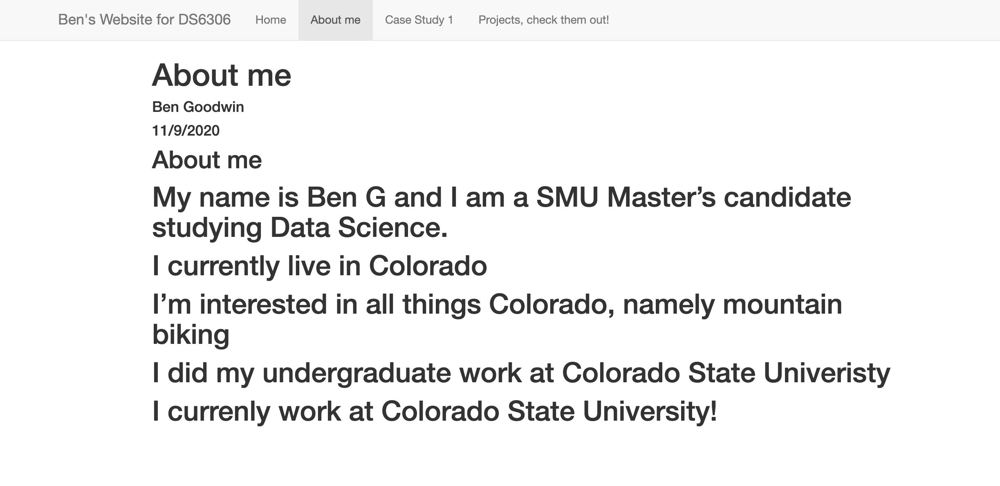 Ben's Website for DS6306 Home About me Case Study 1 Projects, check them out!
About me
Ben Goodwin
11/9/2020
About me
My name is Ben G and I am a SMU Master’s candidate
studying Data Science.
I currently live in Colorado
I’m interested in all things Colorado, namely mountain
biking
I did my undergraduate work at Colorado State Univeristy
I currenly work at Colorado State University!